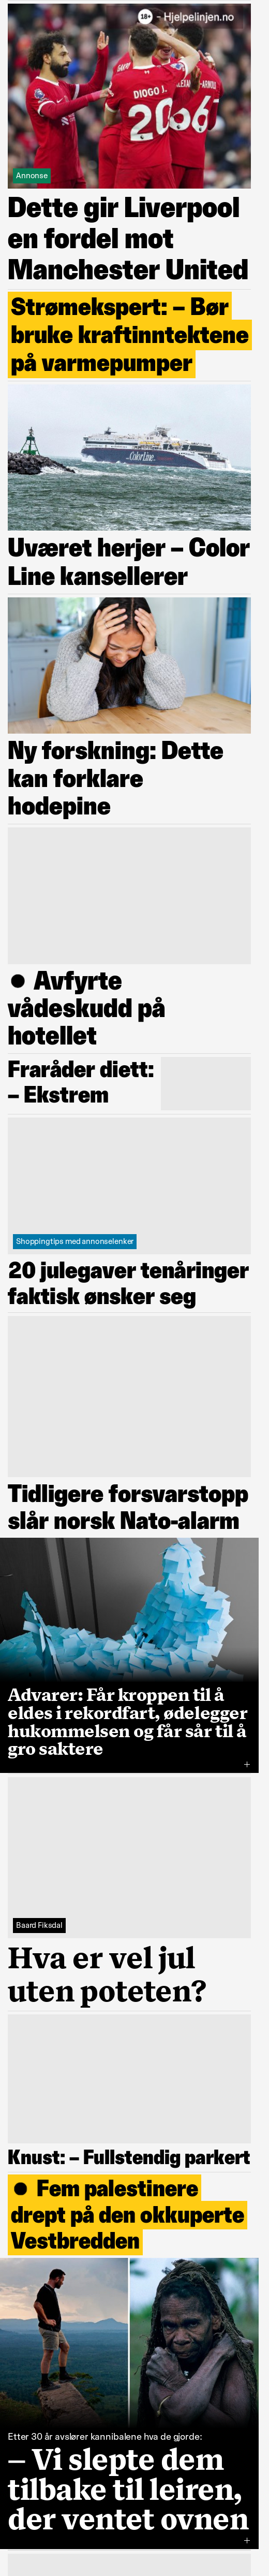 18+ - Hjelpelinjen.no
DIOGO J.
20
66
Annonse
Dette gir Liverpool
en fordel mot
Manchester United
Strømekspert: – Bør
bruke kraftinntektene
på varmepumper
ColorLine
Uværet herjer – Color
Line kansellerer
Ny forskning: Dette
kan forklare
hodepine
● Avfyrte
vådeskudd på
hotellet
Fraråder diett:
– Ekstrem
Shoppingtips med annonselenker
20 julegaver tenåringer
faktisk ønsker seg
Tidligere forsvarstopp
slår norsk Nato-alarm
Advarer: Får kroppen til å
eldes i rekordfart, ødelegger
hukommelsen og får sår til å
gro saktere
+
Baard Fiksdal
Hva er vel jul
uten poteten?
Knust: – Fullstendig parkert
● Fem palestinere
drept på den okkuperte
Vestbredden
Etter 30 år avslører kannibalene hva de gjorde:
– Vi slepte dem
tilbake til leiren,
der ventet ovnen
+